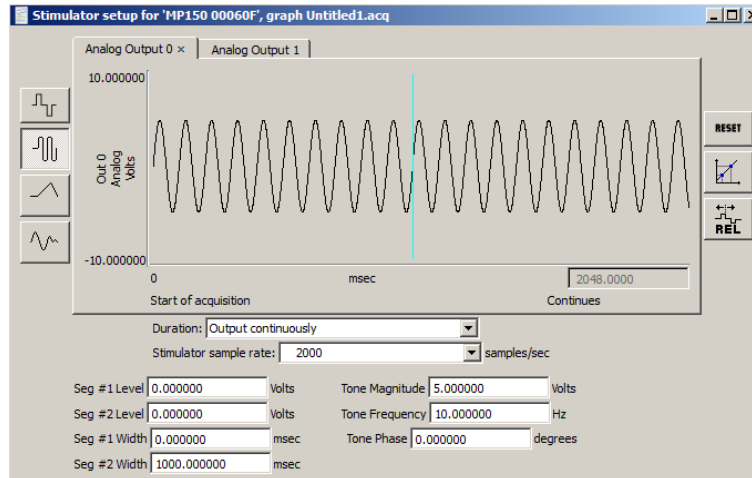 Stimulator setup for 'MP150 00060F', graph Untitled1.acq
Analog Output 0 × Analog Output 1
10.000000
Out 0
Analog
Volts
-10.000000
0 msec 2048.0000
Start of acquisition Continues
RESET
REL
Duration: Output continuously
Stimulator sample rate: 2000 samples/sec
Seg #1 Level 0.000000 Volts Tone Magnitude 5.000000 Volts
Seg #2 Level 0.000000 Volts Tone Frequency 10.000000 Hz
Seg #1 Width 0.000000 msec Tone Phase 0.000000 degrees
Seg #2 Width 1000.000000 msec